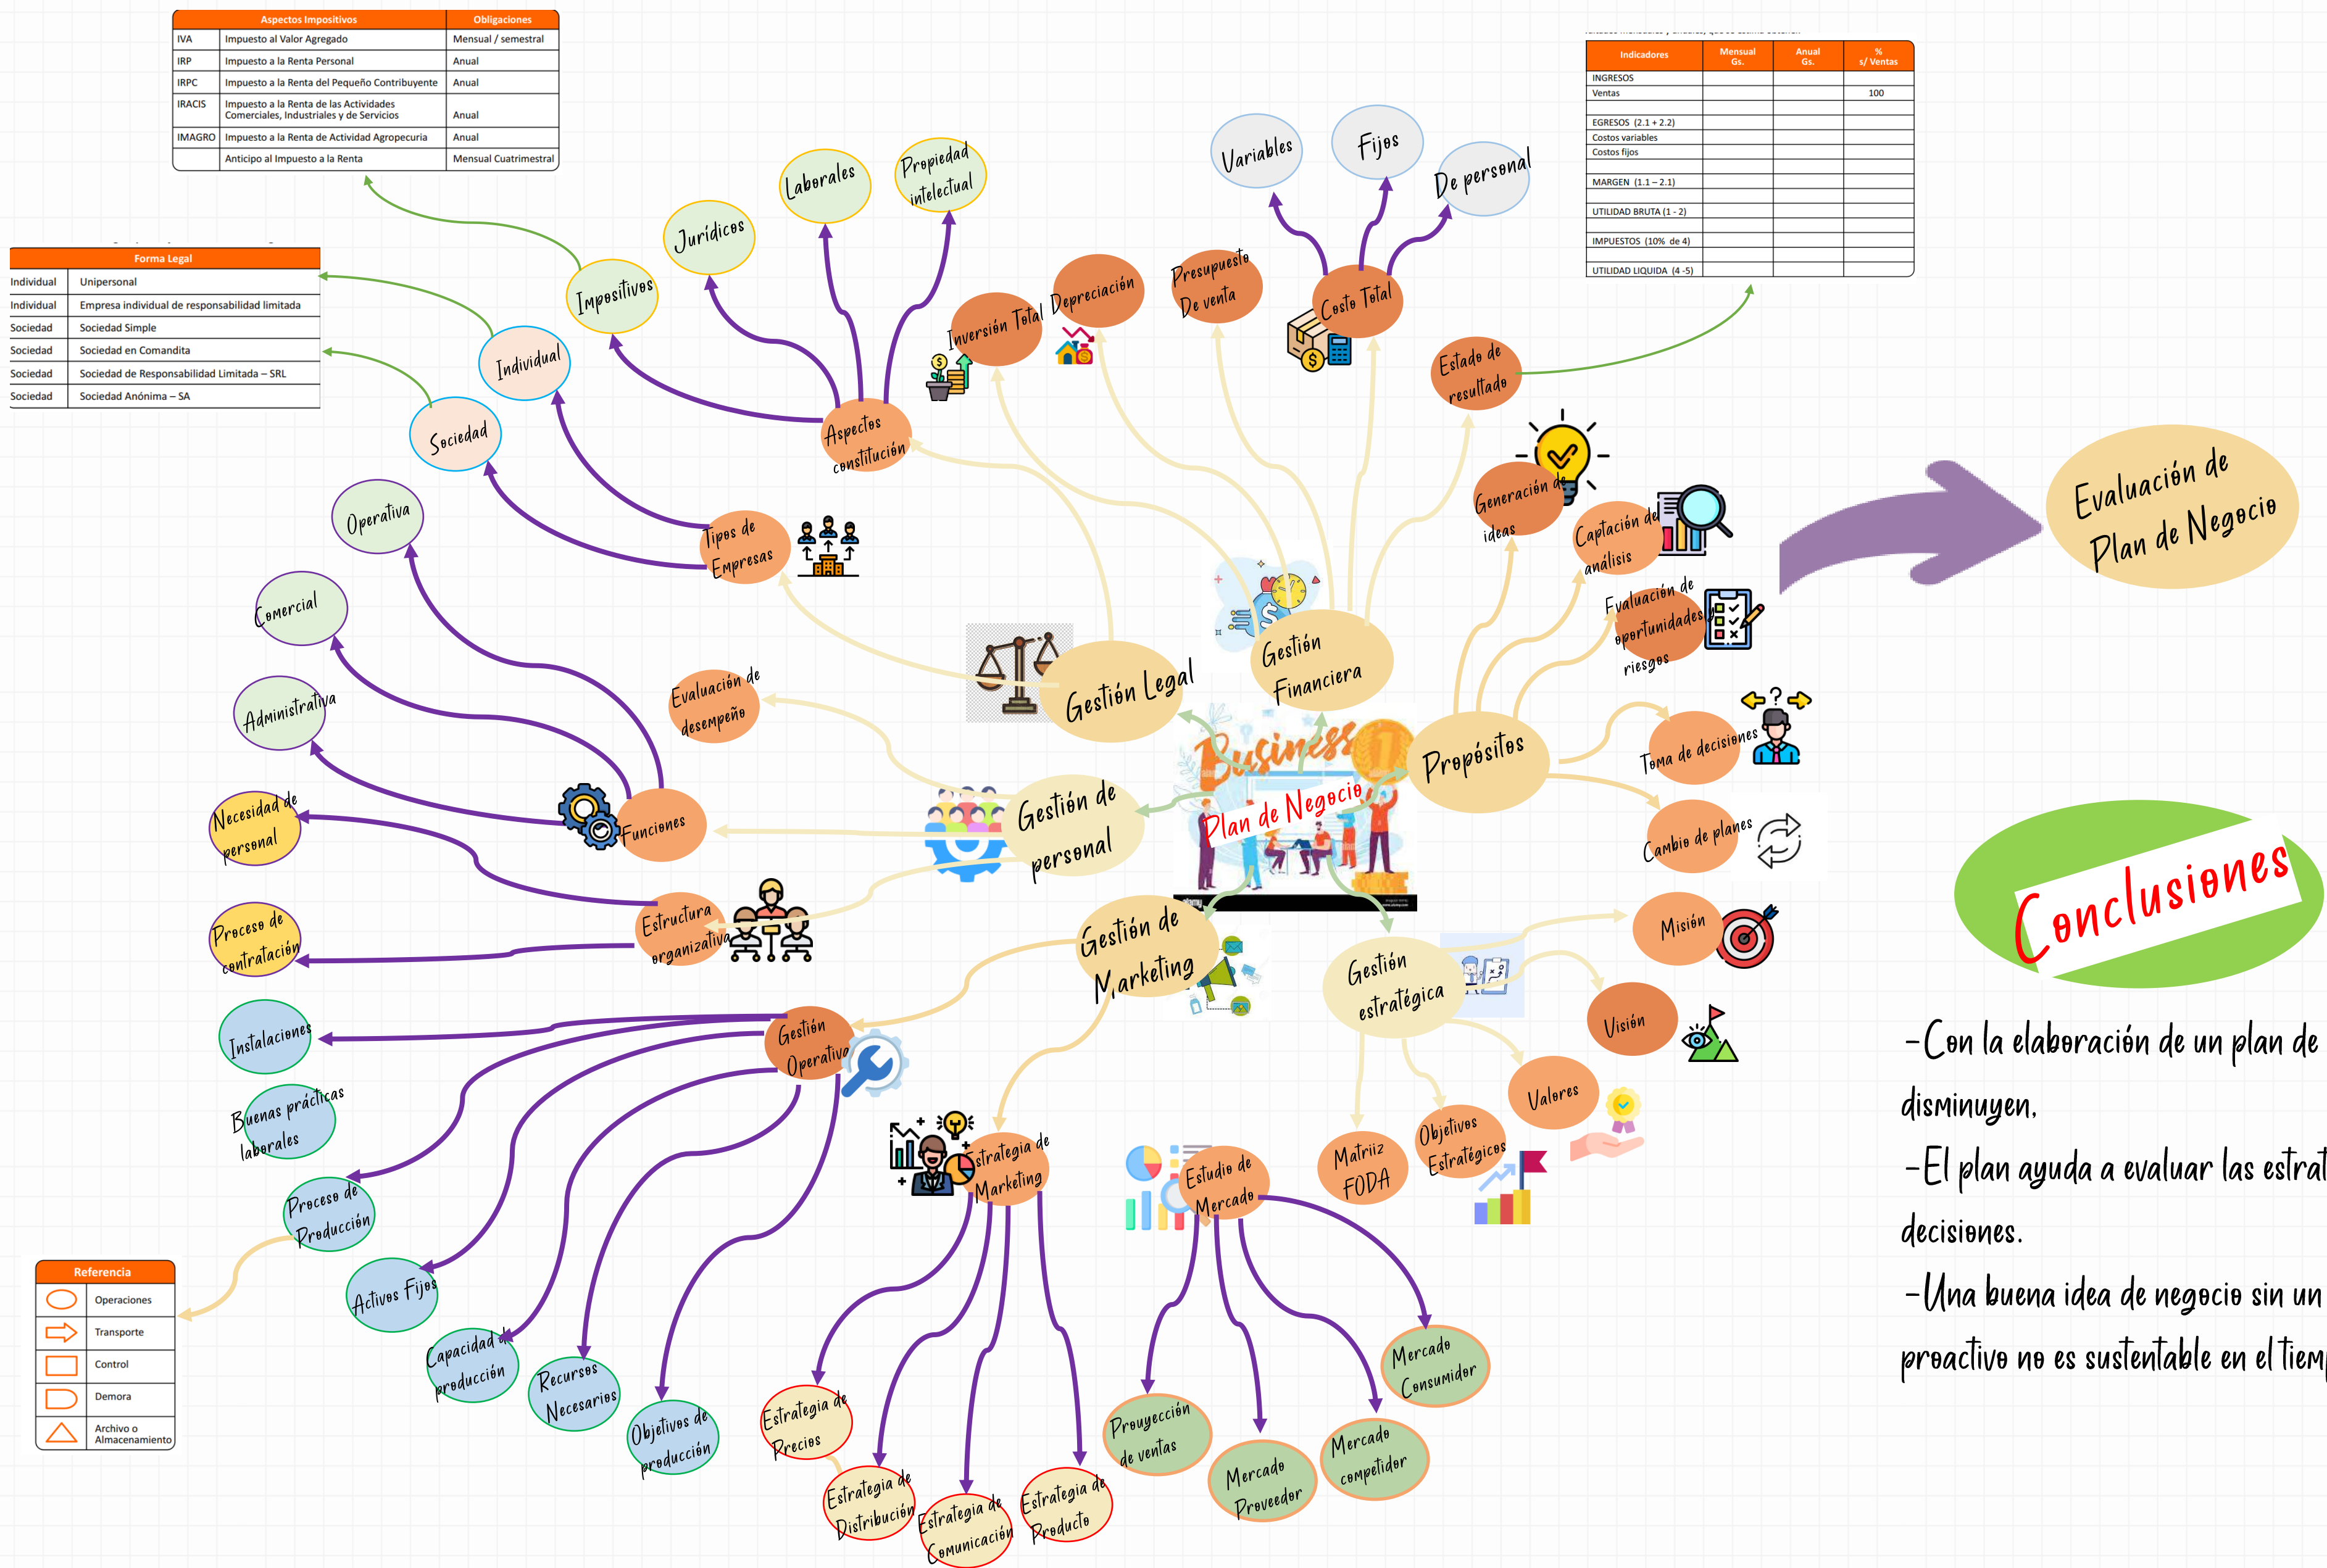 Aspectos Impositivos Obligaciones
IVA Impuesto al Valor Agregado Mensual / semestral
IRP Impuesto a la Renta Personal Anual
IRPC Impuesto a la Renta del Pequeño Contribuyente Anual
IRACIS Impuesto a la Renta de las Actividades
Comerciales, Industriales y de Servicios Anual
IMAGRO Impuesto a la Renta de Actividad Agropecuria Anual
Anticipo al Impuesto a la Renta Mensual Cuatrimestral
Forma Legal
Individual Unipersonal
Individual Empresa individual de responsabilidad limitada
Sociedad Sociedad Simple
Sociedad Sociedad en Comandita
Sociedad Sociedad de Responsabilidad Limitada – SRL
Sociedad Sociedad Anónima – SA
Indicadores Mensual Gs. Anual Gs. % s/ Ventas
INGRESOS
Ventas 100
EGRESOS (2.1 + 2.2)
Costos variables
Costos fijos
MARGEN (1.1 – 2.1)
UTILIDAD BRUTA (1 - 2)
IMPUESTOS (10% de 4)
UTILIDAD LIQUIDA (4 -5)
Propiedad
intelectual
Laborales
Jurídicos
Impositivos
Individual
Sociedad
Aspectos
constitución
Tipos de
Empresas
Variables
Fijos
De personal
Inversión Total
Depreciación
Presupuesto
De venta
Costo Total
Estado de
resultado
Generación de
ideas
Captación de
análisis
Evaluación de
oportunidades y
riesgos
Toma de decisiones
Cambio de planes
Evaluación de
Plan de Negocio
Operativa
Comercial
Administrativa
Necesidad de
personal
Proceso de
contratación
Evaluación de
desempeño
Funciones
Estructura
organizativa
Gestión Legal
Gestión
Financiera
Propósitos
Gestión de
personal
Business
Plan de Negocio
Gestión de
Marketing
Gestión
estratégica
Misión
Visión
Valores
Objetivos
Estratégicos
Matriiz
FODA
Gestión
Operativa
Instalaciones
Buenas prácticas
laborales
Proceso de
Producción
Activos Fijos
Capacidad de
producción
Recursos
Necesarios
Objetivos de
producción
Referencia
Operaciones
Transporte
Control
Demora
Archivo o
Almacenamiento
Estrategia de
Marketing
Estrategia de
Precios
Estrategia de
Distribución
Estrategia de
Comunicación
Estrategia de
Producto
Estudio de
Mercado
Prouyección
de ventas
Mercado
Proveedor
Mercado
competidor
Mercado
Consumidor
Conclusiones
-Con la elaboración de un plan de
disminuyen,
-El plan ayuda a evaluar las estrat
decisiones.
-Una buena idea de negocio sin un
proactivo no es sustentable en el tiemp